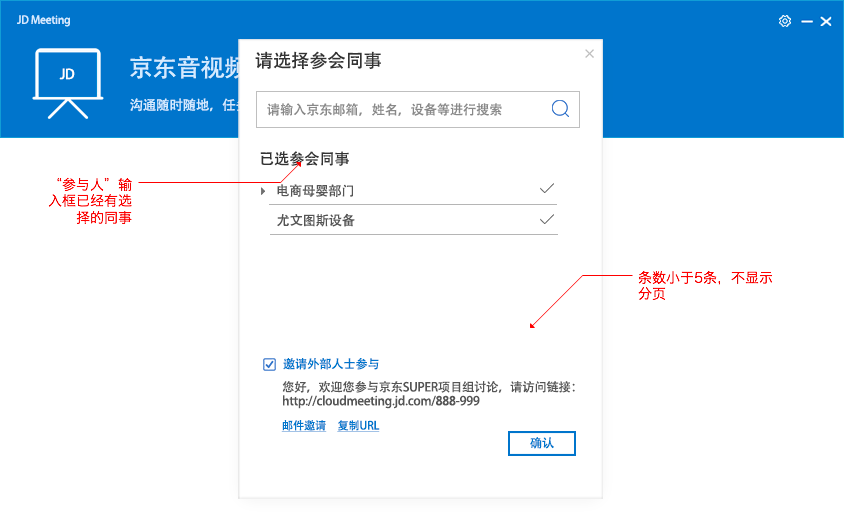 JD Meeting
JD
京东音视频
沟通随时随地，任
请选择参会同事
请输入京东邮箱，姓名，设备等进行搜索
已选参会同事
“参与人”输
入框已经有选
择的同事
电商母婴部门
尤文图斯设备
条数小于5条，不显示
分页
邀请外部人士参与
您好，欢迎您参与京东SUPER项目组讨论，请访问链接：
http://cloudmeeting.jd.com/888-999
邮件邀请 复制URL
确认